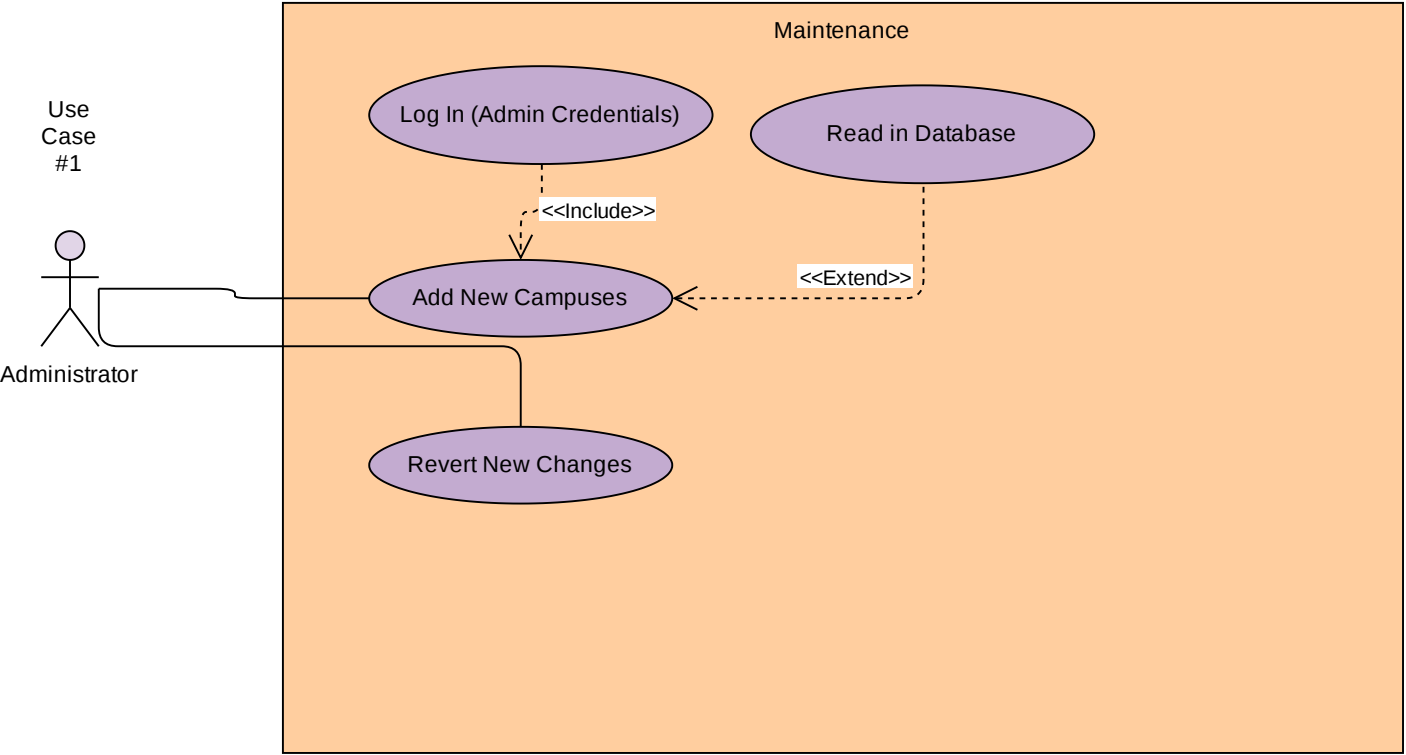 Maintenance
Use
Case
#1
Log In (Admin Credentials)
Read in Database
<<Include>>
<<Extend>>
Add New Campuses
Administrator
Revert New Changes